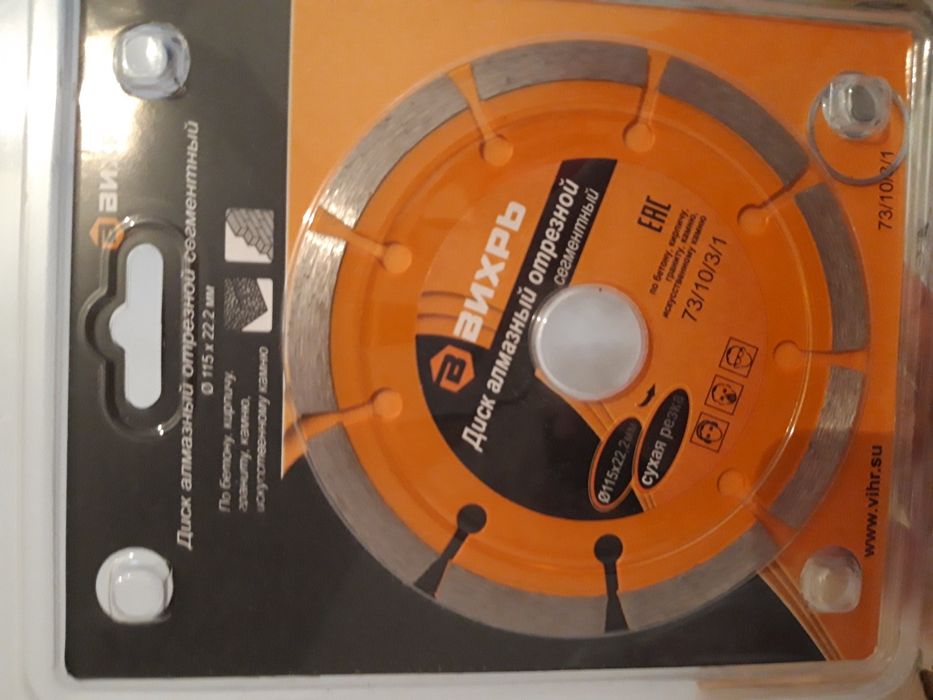 ВИХРЬ
Диск алмазный отрезной сегментный
Ø 115 x 22.2 мм
По бетону, кирпичу,
граниту, камню,
искусственному камню
ВИХРЬ
Диск алмазный отрезной
сегментный
EAC
по бетону, кирпичу,
граниту, камню,
искусственному камню
73/10/3/1
Ø115x22.2мм
сухая резка
73/10/3/1
www.vihr.su